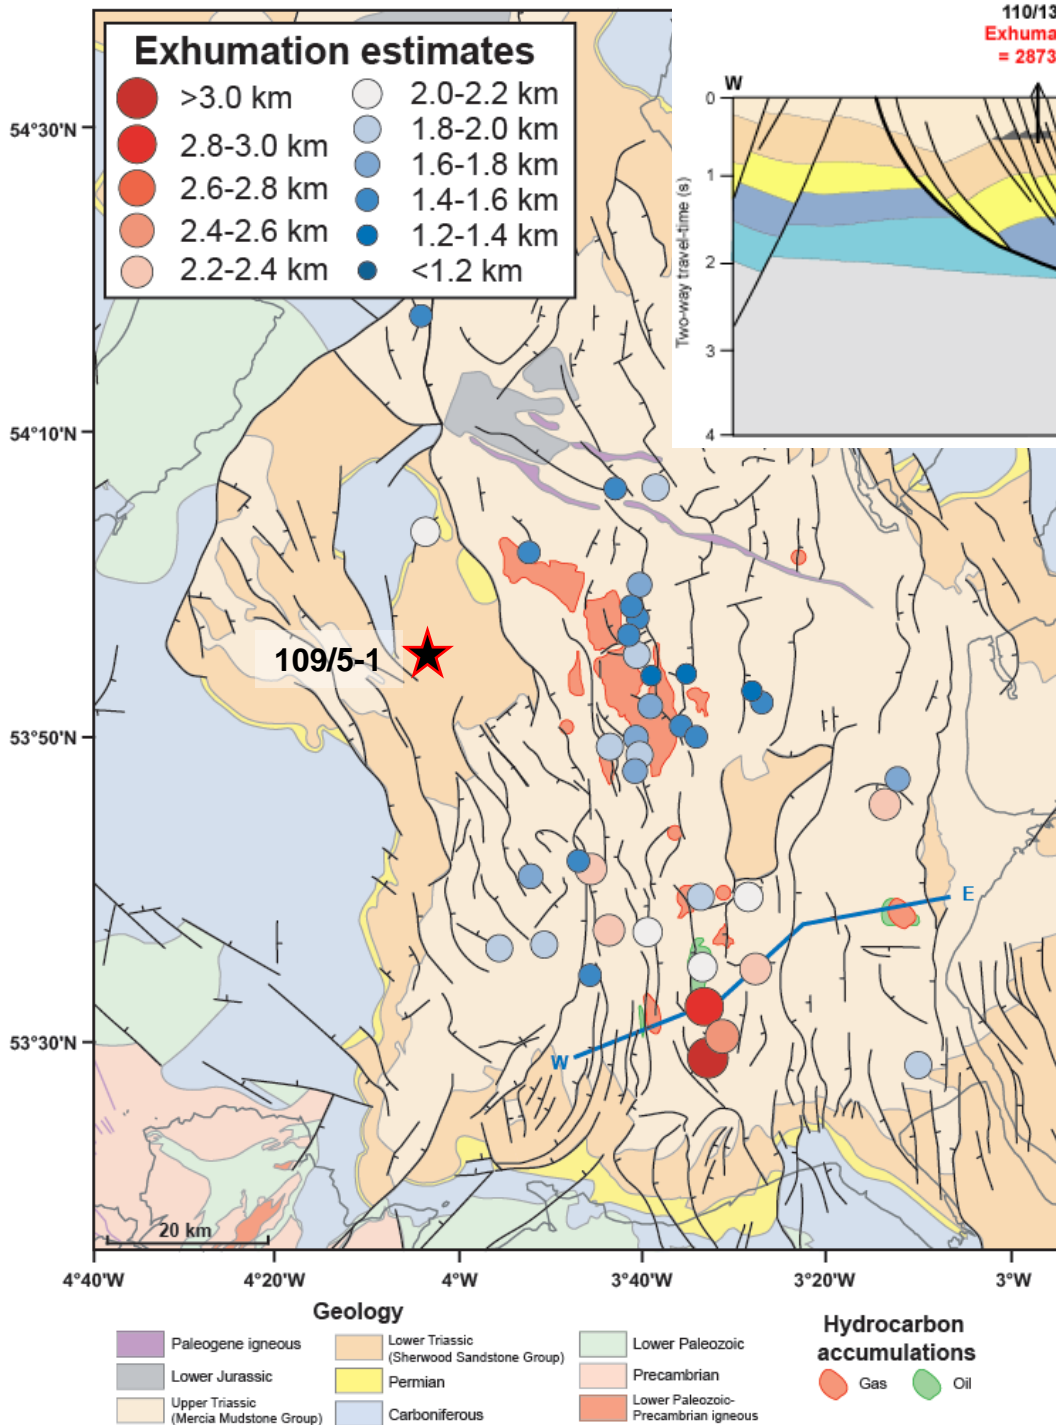 Exhumation estimates
>3.0 km
2.8-3.0 km
2.6-2.8 km
2.4-2.6 km
2.2-2.4 km
2.0-2.2 km
1.8-2.0 km
1.6-1.8 km
1.4-1.6 km
1.2-1.4 km
<1.2 km
110/13
Exhuma
= 2873
W
0
1
2
3
4
Two-way travel-time (s)
54°30'N
54°10'N
53°50'N
53°30'N
109/5-1
E
W
20 km
4°40'W
4°20'W
4°W
3°40'W
3°20'W
3°W
Geology
Paleogene igneous
Lower Jurassic
Upper Triassic
(Mercia Mudstone Group)
Lower Triassic
(Sherwood Sandstone Group)
Permian
Carboniferous
Lower Paleozoic
Precambrian
Lower Paleozoic-
Precambrian igneous
Hydrocarbon
accumulations
Gas
Oil